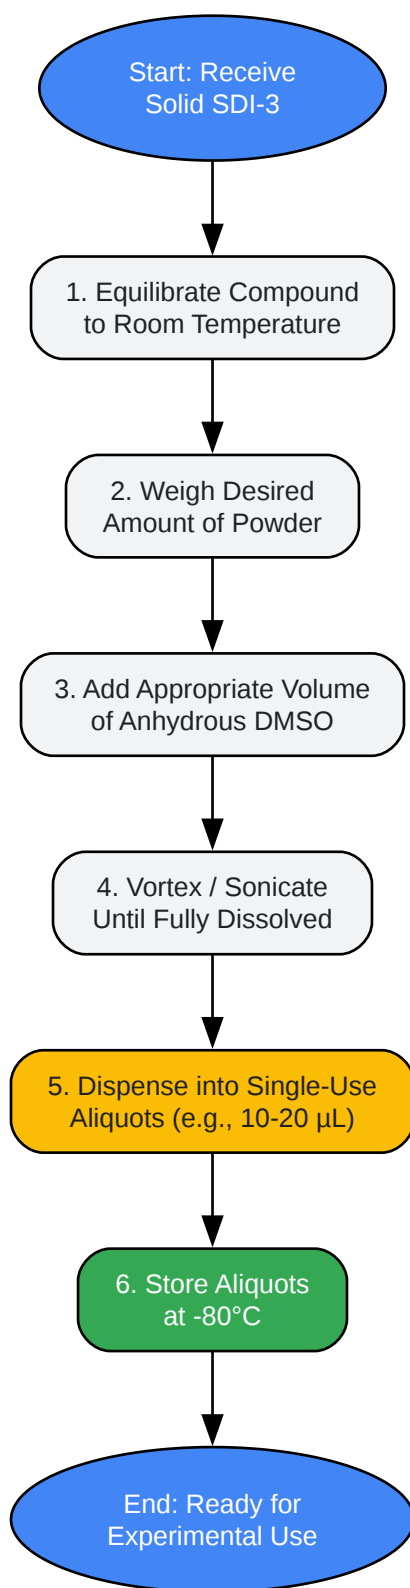 Start: Receive
Solid SDI-3
1. Equilibrate Compound
to Room Temperature
2. Weigh Desired
Amount of Powder
3. Add Appropriate Volume
of Anhydrous DMSO
4. Vortex / Sonicate
Until Fully Dissolved
5. Dispense into Single-Use
Aliquots (e.g., 10-20 µL)
6. Store Aliquots
at -80°C
End: Ready for
Experimental Use